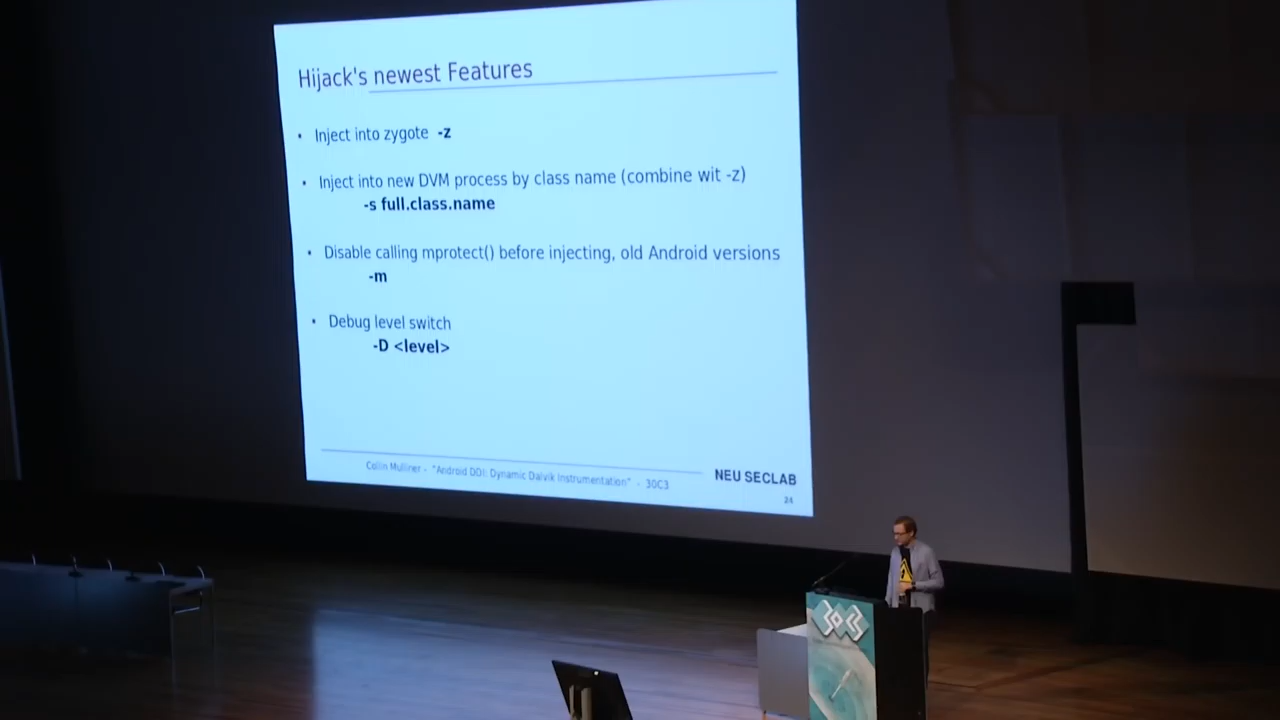 Hijack's newest Features
• Inject into zygote -z
• Inject into new DVM process by class name (combine wit -z)
-s full.class.name
• Disable calling mprotect() before injecting, old Android versions
-m
• Debug level switch
-D <level>
Collin Mulliner - "Android DDI: Dynamic Dalvik Instrumentation" - 30C3
NEU SECLAB
24
30C3